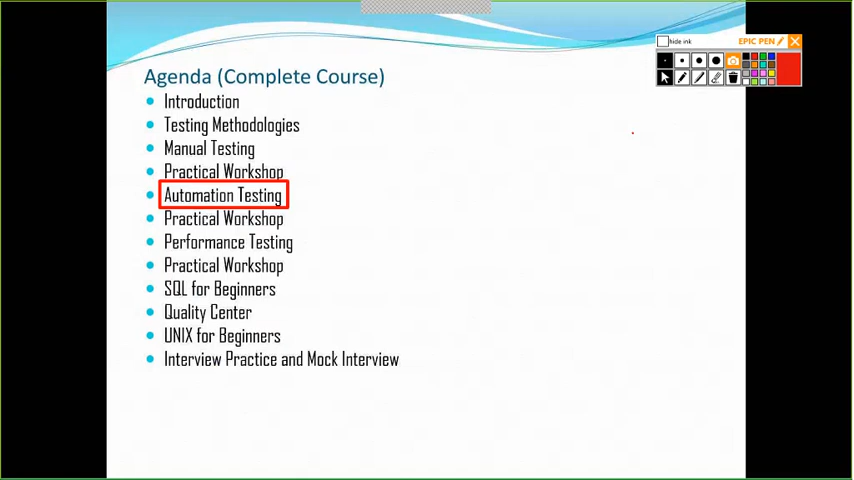 hide ink
EPIC PEN
Agenda (Complete Course)
Introduction
Testing Methodologies
Manual Testing
Practical Workshop
Automation Testing
Practical Workshop
Performance Testing
Practical Workshop
SQL for Beginners
Quality Center
UNIX for Beginners
Interview Practice and Mock Interview